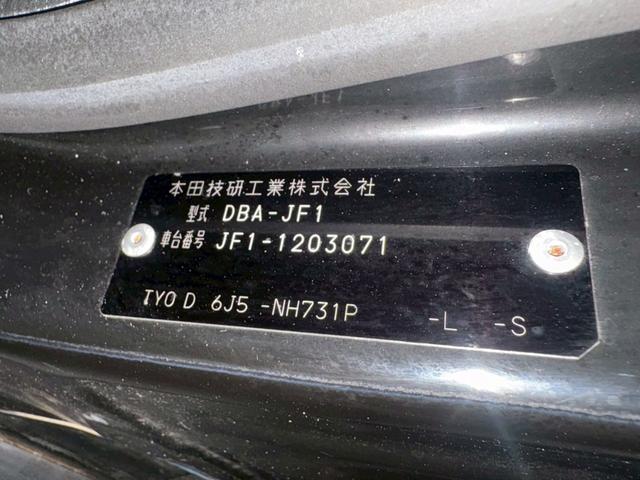 本田技研工業株式会社
型式 DBA-JF1
車台番号 JF1-1203071
TYO D 6J5 -NH731P -L -S